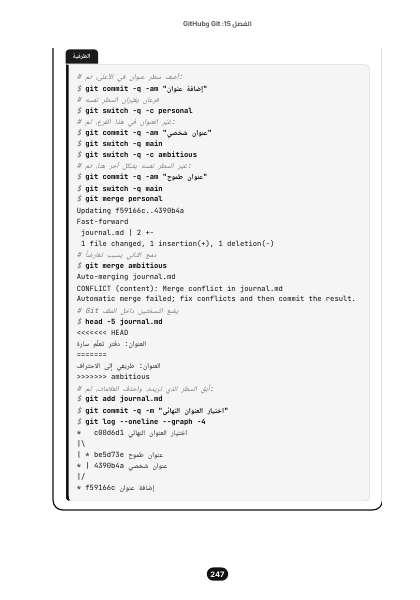 الفصل 15: Git وGitHub
الطرفية
# أضف سطر عنوان في الأعلى، ثم:
$ git commit -q -am "إضافة عنوان"
# فرعان يغيّران السطر نفسه
$ git switch -q -c personal
# غيّر العنوان في هذا الفرع، ثم:
$ git commit -q -am "عنوان شخصي"
$ git switch -q main
$ git switch -q -c ambitious
# غيّر السطر نفسه بشكل آخر هنا، ثم:
$ git commit -q -am "عنوان طموح"
$ git switch -q main
$ git merge personal
Updating f59166c..4390b4a
Fast-forward
journal.md | 2 +-
1 file changed, 1 insertion(+), 1 deletion(-)
# دمج الثاني يسبب تعارضاً
$ git merge ambitious
Auto-merging journal.md
CONFLICT (content): Merge conflict in journal.md
Automatic merge failed; fix conflicts and then commit the result.
# يضع Git النسختين داخل الملف
$ head -5 journal.md
<<<<<<< HEAD
العنوان: دفتر تعلّم سارة
=======
العنوان: طريقي إلى الاحتراف
>>>>>>> ambitious
# أبقِ السطر الذي تريده، واحذف العلامات، ثم:
$ git add journal.md
$ git commit -q -m "اختيار العنوان النهائي"
$ git log --oneline --graph -4
*   c00d6d1 اختيار العنوان النهائي
|\
| * be5d73e عنوان طموح
* | 4390b4a عنوان شخصي
|/
* f59166c إضافة عنوان
247